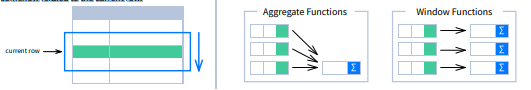 current row
Aggregate Functions
Σ
Window Functions
Σ
Σ
Σ